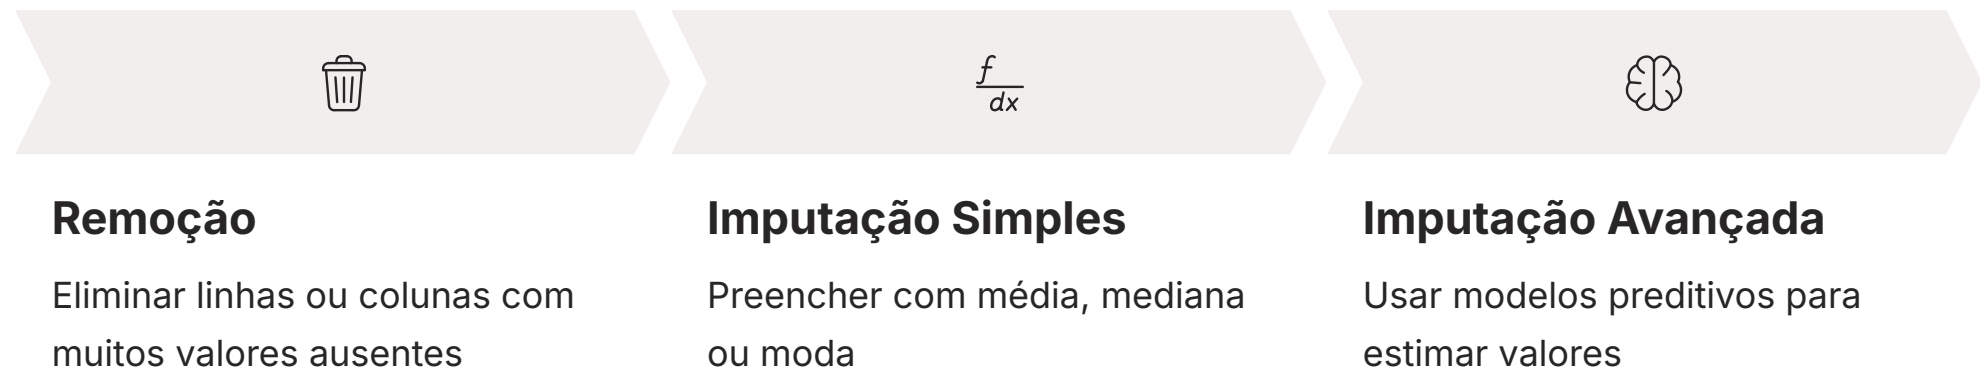 f
dx
Remoção
Eliminar linhas ou colunas com
muitos valores ausentes
Imputação Simples
Preencher com média, mediana
ou moda
Imputação Avançada
Usar modelos preditivos para
estimar valores